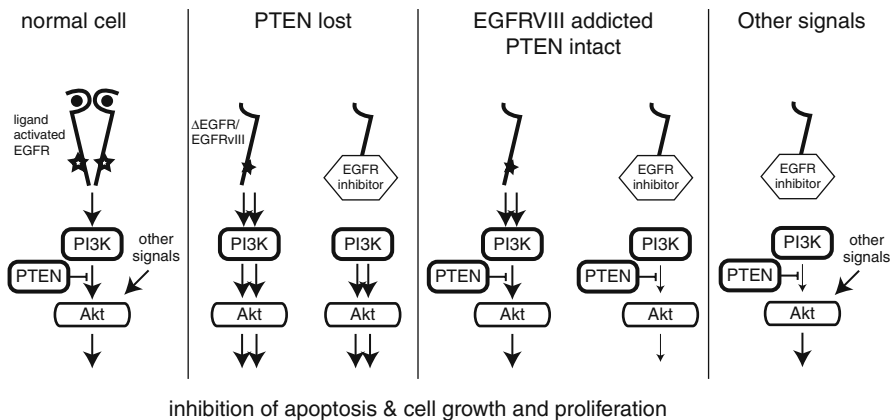 normal cell
ligand
activated
EGFR
PI3K
other
signals
PTEN
Akt
PTEN lost
ΔEGFR/
EGFRvIII
EGFR
inhibitor
PI3K
PI3K
Akt
Akt
EGFRVIII addicted
PTEN intact
EGFR
inhibitor
PI3K
PI3K
PTEN
PTEN
Akt
Akt
Other signals
EGFR
inhibitor
PI3K
other
signals
PTEN
Akt
inhibition of apoptosis & cell growth and proliferation